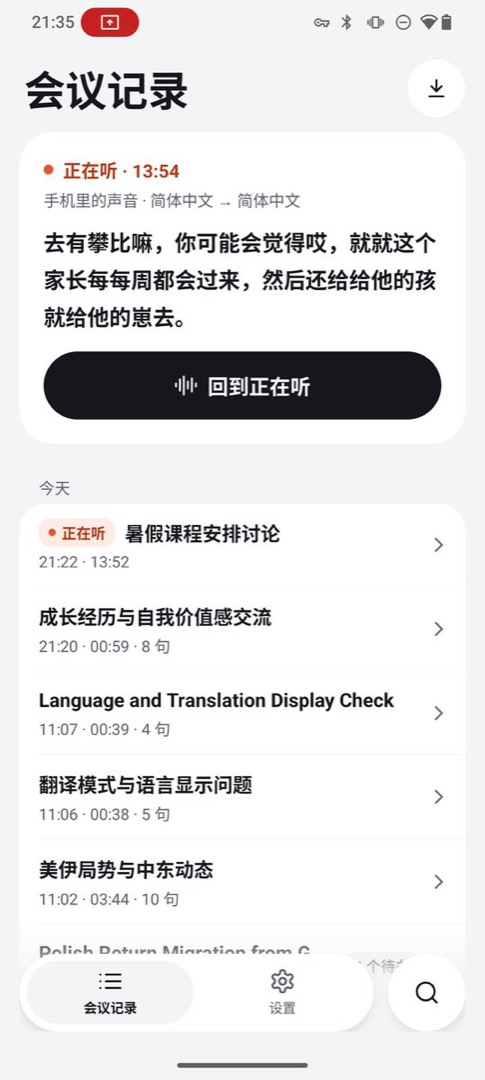 21:35
会议记录
正在听 · 13:54
手机里的声音 · 简体中文 → 简体中文
去有攀比嘛，你可能会觉得哎，就就这个
家长每每周都会过来，然后还给给他的孩
就给他的崽去。
回到正在听
今天
正在听 暑假课程安排讨论
21:22 · 13:52
成长经历与自我价值感交流
21:20 · 00:59 · 8 句
Language and Translation Display Check
11:07 · 00:39 · 4 句
翻译模式与语言显示问题
11:06 · 00:38 · 5 句
美伊局势与中东动态
11:02 · 03:44 · 10 句
Polish Return Migration from G
个待
会议记录
设置